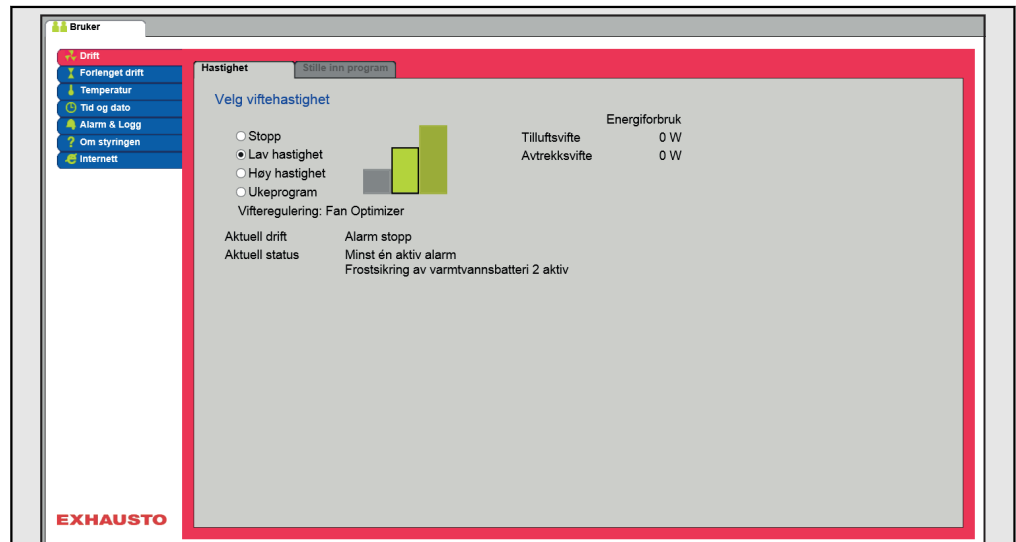 Bruker
Drift
Forlenget drift
Temperatur
Tid og dato
Alarm & Logg
Om styringen
Internett
Hastighet
Stille inn program
Velg viftehastighet
Stopp
Lav hastighet
Høy hastighet
Ukeprogram
Vifteregulering: Fan Optimizer
Energiforbruk
Tilluftsvifte 0 W
Avtrekksvifte 0 W
Aktuell drift Alarm stopp
Aktuell status Minst én aktiv alarm
Frostsikring av varmtvannsbatteri 2 aktiv
EXHAUSTO